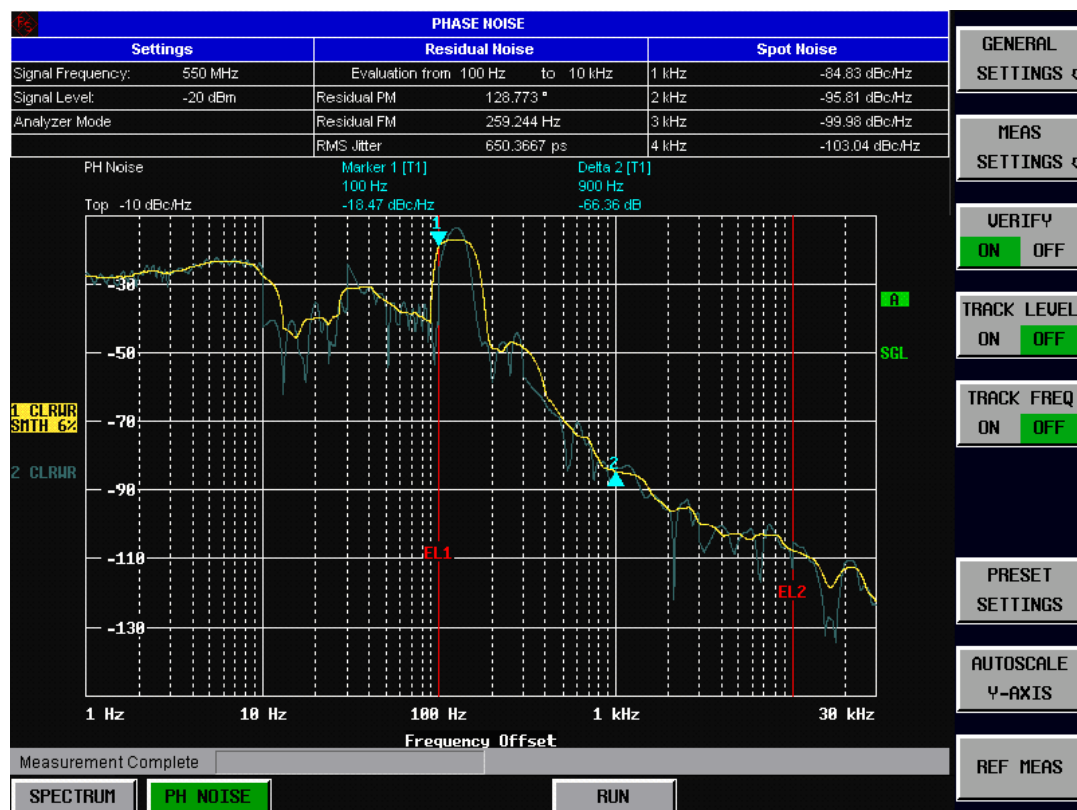 PHASE NOISE
Settings Residual Noise Spot Noise
Signal Frequency: 550 MHz Evaluation from 100 Hz to 10 kHz 1 kHz -84.83 dBc/Hz
Signal Level: -20 dBm Residual PM 128.773 ° 2 kHz -95.81 dBc/Hz
Analyzer Mode Residual FM 259.244 Hz 3 kHz -99.98 dBc/Hz
RMS Jitter 650.3667 ps 4 kHz -103.04 dBc/Hz
PH Noise Marker 1 [T1] Delta 2 [T1]
100 Hz 900 Hz
Top -10 dBc/Hz -18.47 dBc/Hz -66.36 dB
1
-30
A
-50
SGL
1 CLRWR
SMTH 6%
-70
2 CLRWR
2
-90
-110
EL1
EL2
-130
1 Hz 10 Hz 100 Hz 1 kHz 30 kHz
Frequency Offset
Measurement Complete
SPECTRUM PH NOISE RUN
GENERAL
SETTINGS
MEAS
SETTINGS
VERIFY
ON OFF
TRACK LEVEL
ON OFF
TRACK FREQ
ON OFF
PRESET
SETTINGS
AUTOSCALE
Y-AXIS
REF MEAS